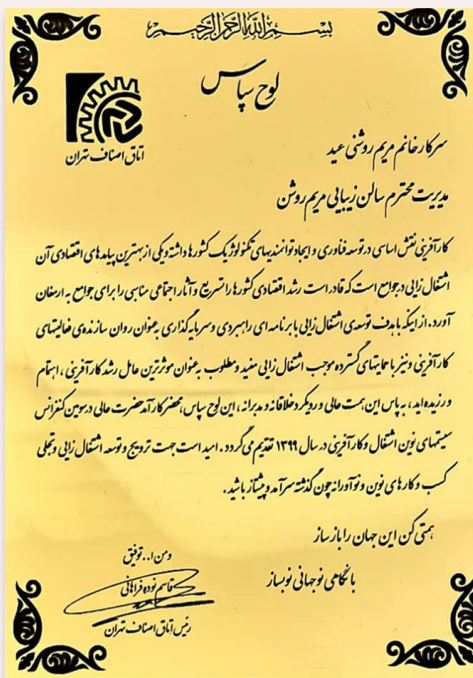 بسم الله الرحمن الرحیم
لوح سپاس
اتاق اصناف تهران
سرکار خانم مریم روشنی عید
مدیریت محترم سالن زیبایی مریم روشن
کارآفرینی نقش اساسی در توسعه فناوری و ایجاد توانمندیهای تکنولوژیک کشورها داشته و یکی از بهترین پیامدهای اقتصادی آن
اشتغال زایی در جوامع است که قادر است رشد اقتصادی کشورها را تسریع و آثار اجتماعی مناسبی را برای جوامع به ارمغان
آورد. از اینکه با هدف توسعه‌ی اشتغال زایی با برنامه‌ای راهبردی و سرمایه گذاری به‌عنوان روان سازنده‌ی فعالیتهای
کارآفرینی و نیز با حمایتهای گسترده موجب اشتغال زایی مفید و مطلوب به‌عنوان موثرترین عامل رشد کارآفرینی، اهتمام
ورزیده‌اید، به پاس این همت عالی و رویکرد خلاقانه و مدبرانه، این لوح سپاس، بمحضر کارآمد حضرت عالی در سومین کنفرانس
سیستمهای نوین اشتغال و کارآفرینی در سال ۱۳۹۹ تقدیم می‌گردد. امید است جهت ترویج و توسعه اشتغال زایی و تجلی
کسب و کارهای نوین و نوآورانه چون گذشته سرآمد و پیشتاز باشید.
همتی کن این جهان را باز ساز
با نگاهی نو جهانی نو بساز
و من ا... توفیق
قاسم نوده فراهانی
رئیس اتاق اصناف تهران